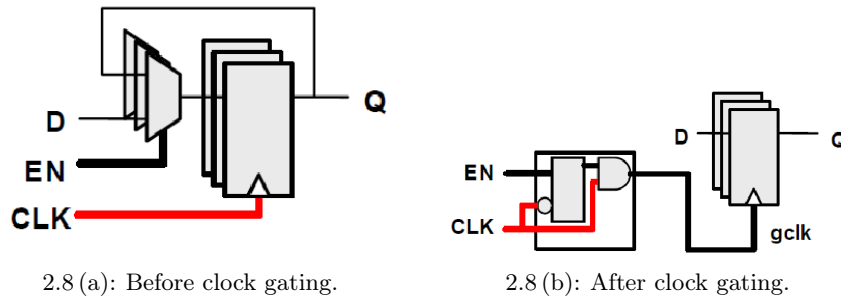 Q
D
EN
CLK
D
Q
EN
CLK
gclk
2.8 (a): Before clock gating.
2.8 (b): After clock gating.